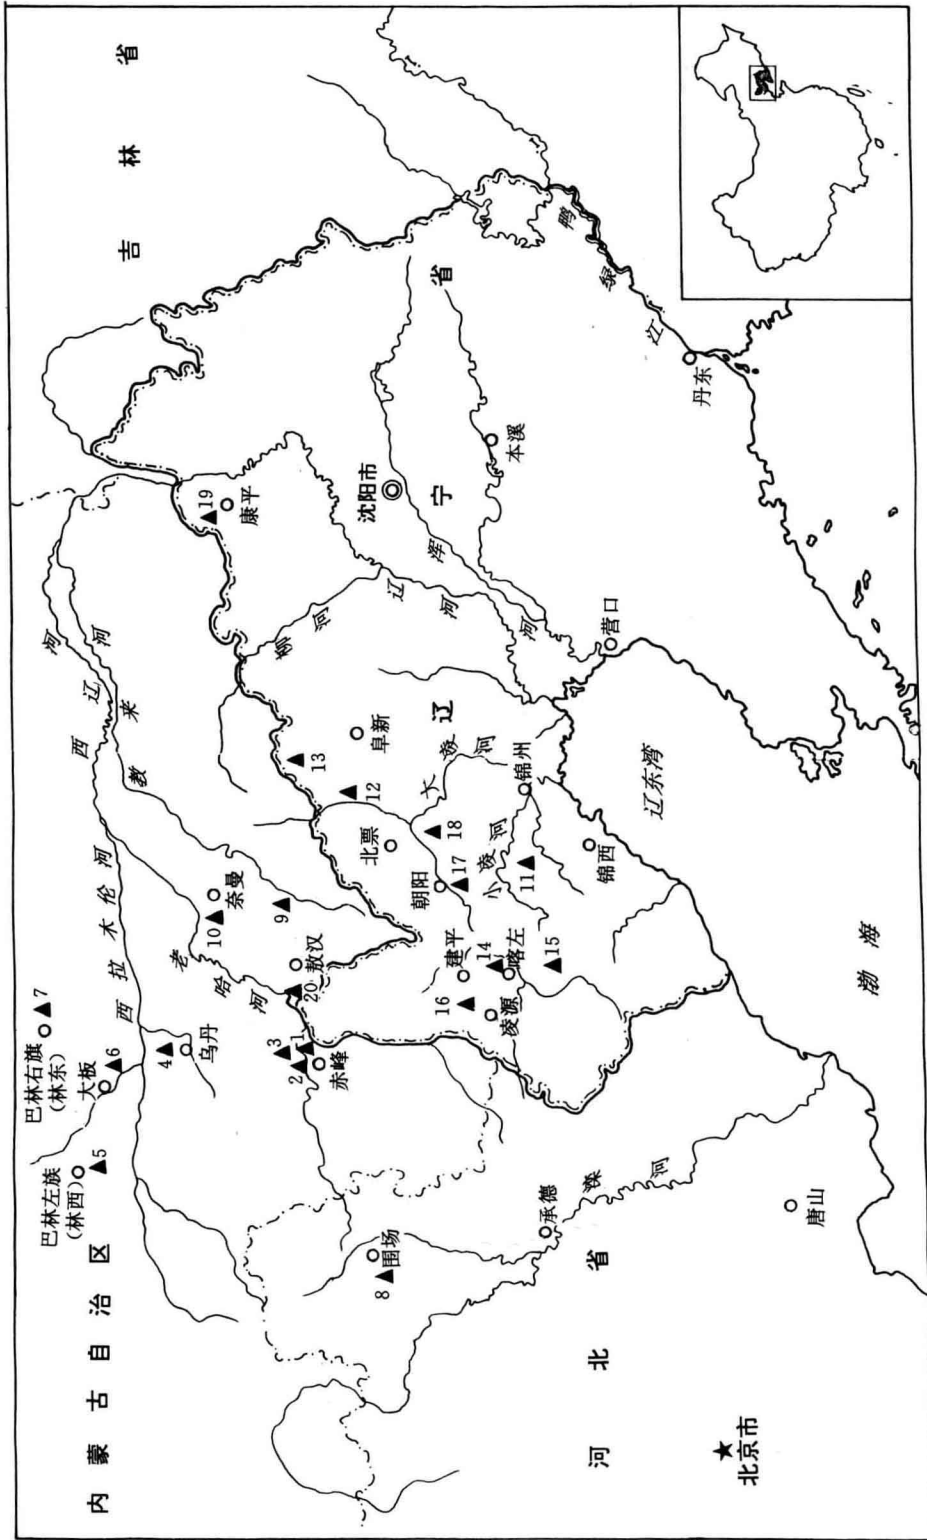 内蒙古自治区
吉林省
辽宁省
河北省
北京市
沈阳市
巴林左族
(林西)
巴林右旗
(林东)
大板
乌丹
赤峰
敖汉
奈曼
围场
承德
唐山
建平
凌源
喀左
朝阳
北票
阜新
锦州
锦西
营口
本溪
丹东
康平
西拉木伦河
老哈河
教来河
西辽河
柳河
辽河
浑河
大凌河
小凌河
滦河
鸭绿江
辽东湾
渤海
1
2
3
4
5
6
7
8
9
10
11
12
13
14
15
16
17
18
19
20